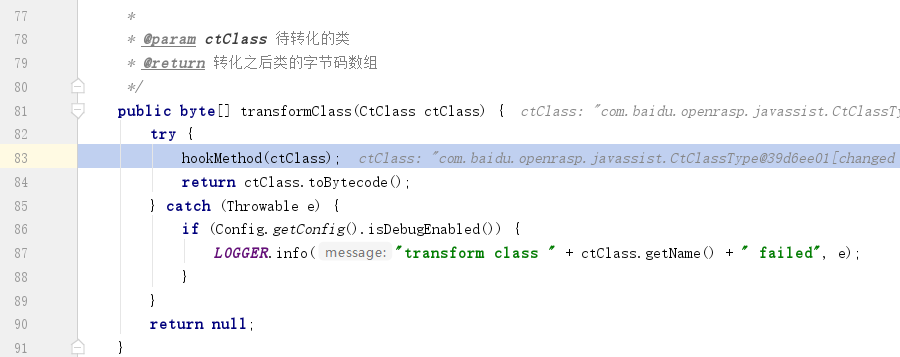 77 *
78 * @param ctClass 待转化的类
79 * @return 转化之后类的字节码数组
80 */
81 public byte[] transformClass(CtClass ctClass) { ctClass: "com.baidu.openrasp.javassist.CtClassTy
82 try {
83 hookMethod(ctClass); ctClass: "com.baidu.openrasp.javassist.CtClassType@39d6ee01[changed
84 return ctClass.toBytecode();
85 } catch (Throwable e) {
86 if (Config.getConfig().isDebugEnabled()) {
87 LOGGER.info( message: "transform class " + ctClass.getName() + " failed", e);
88 }
89 }
90 return null;
91 }